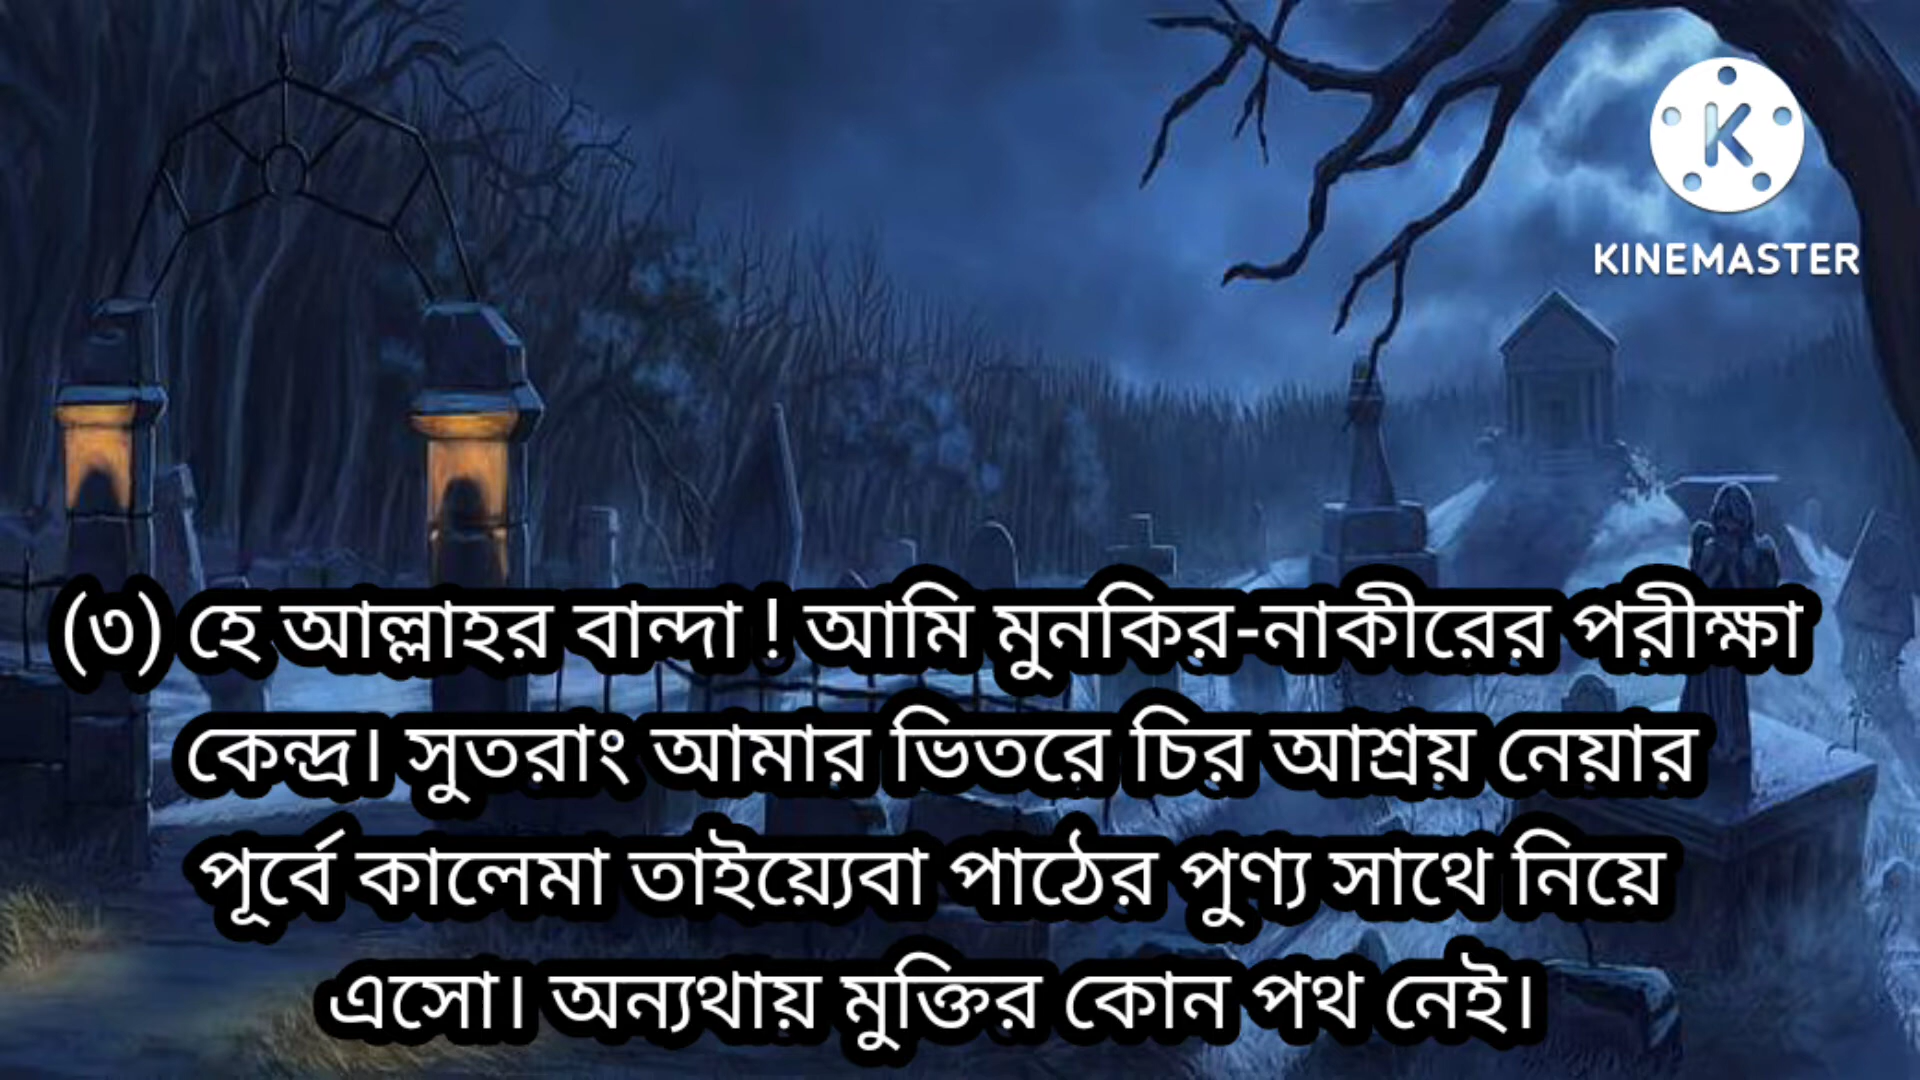 KINEMASTER
(৩) হে আল্লাহর বান্দা ! আমি মুনকির-নাকীরের পরীক্ষা
কেন্দ্র। সুতরাং আমার ভিতরে চির আশ্রয় নেয়ার
পূর্বে কালেমা তাইয়্যেবা পাঠের পুণ্য সাথে নিয়ে
এসো। অন্যথায় মুক্তির কোন পথ নেই।